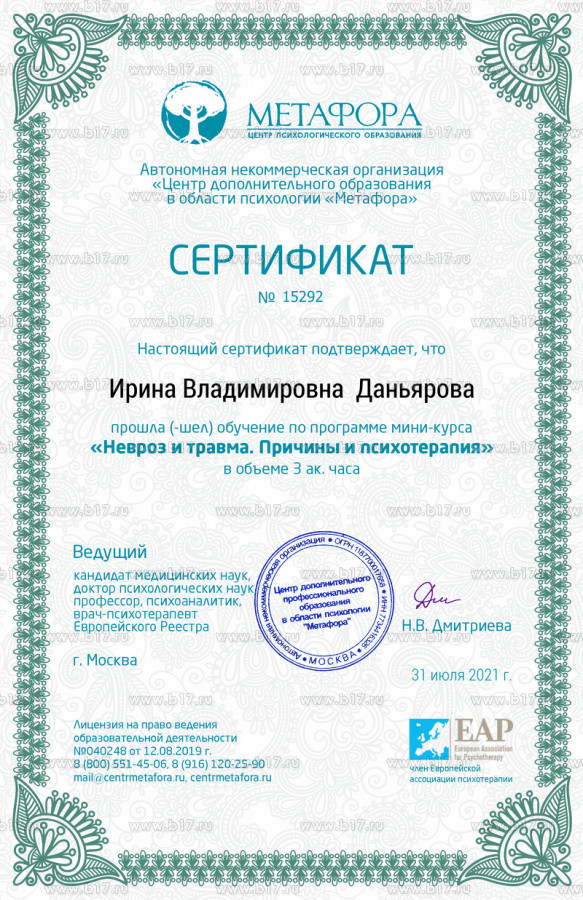 МЕТАФОРА
ЦЕНТР ПСИХОЛОГИЧЕСКОГО ОБРАЗОВАНИЯ
Автономная некоммерческая организация
«Центр дополнительного образования
в области психологии «Метафора»
СЕРТИФИКАТ
№ 15292
Настоящий сертификат подтверждает, что
Ирина Владимировна Даньярова
прошла (-шел) обучение по программе мини-курса
«Невроз и травма. Причины и психотерапия»
в объеме 3 ак. часа
Ведущий
кандидат медицинских наук,
доктор психологических наук
профессор, психоаналитик,
врач-психотерапевт
Европейского Реестра
Автономная некоммерческая организация
Центр дополнительного
профессионального
образования
в области психологии
"Метафора"
МОСКВА
Н.В. Дмитриева
г. Москва
31 июля 2021 г.
Лицензия на право ведения
образовательной деятельности
№040248 от 12.08.2019 г.
8 (800) 551-45-06, 8 (916) 120-25-90
mail@centrmetafora.ru, centrmetafora.ru
EAP
European Association
for Psychotherapy
член Европейской
ассоциации психотерапии
www.b17.ru